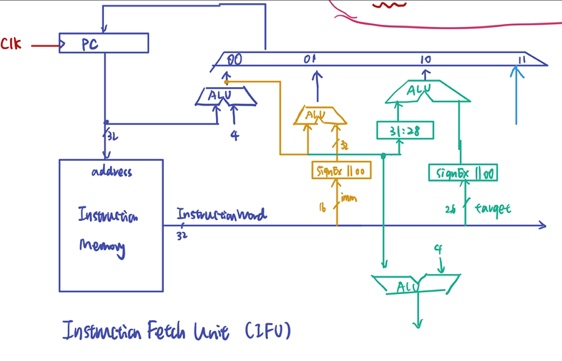 Clk
PC
00
01
10
11
ALU
4
ALU
ALU
31:28
32
32
SignEx || 00
SignEx || 00
address
Instruction
Memory
InstructionWord
32
16
imm
26
target
4
ALU
Instruction Fetch Unit (IFU)